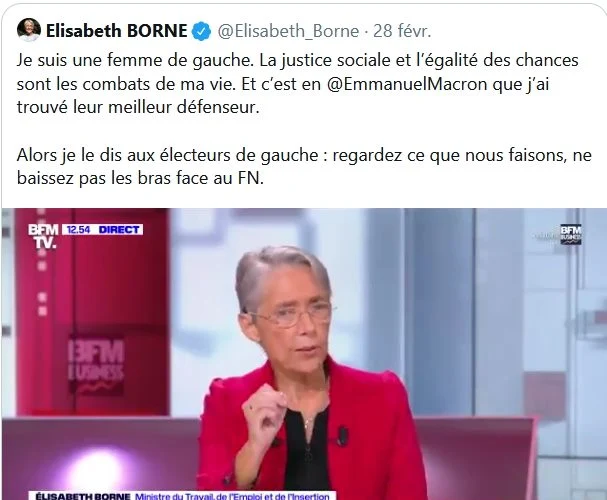 Elisabeth BORNE @Elisabeth_Borne · 28 févr.
Je suis une femme de gauche. La justice sociale et l'égalité des chances
sont les combats de ma vie. Et c'est en @EmmanuelMacron que j'ai
trouvé leur meilleur défenseur.
Alors je le dis aux électeurs de gauche : regardez ce que nous faisons, ne
baissez pas les bras face au FN.
BFM 12.54 DIRECT
TV.
BFM
BUSINESS
BFM
BUSINESS
ÉLISABETH BORNE Ministre du Travail, de l'Emploi et de l'Insertion